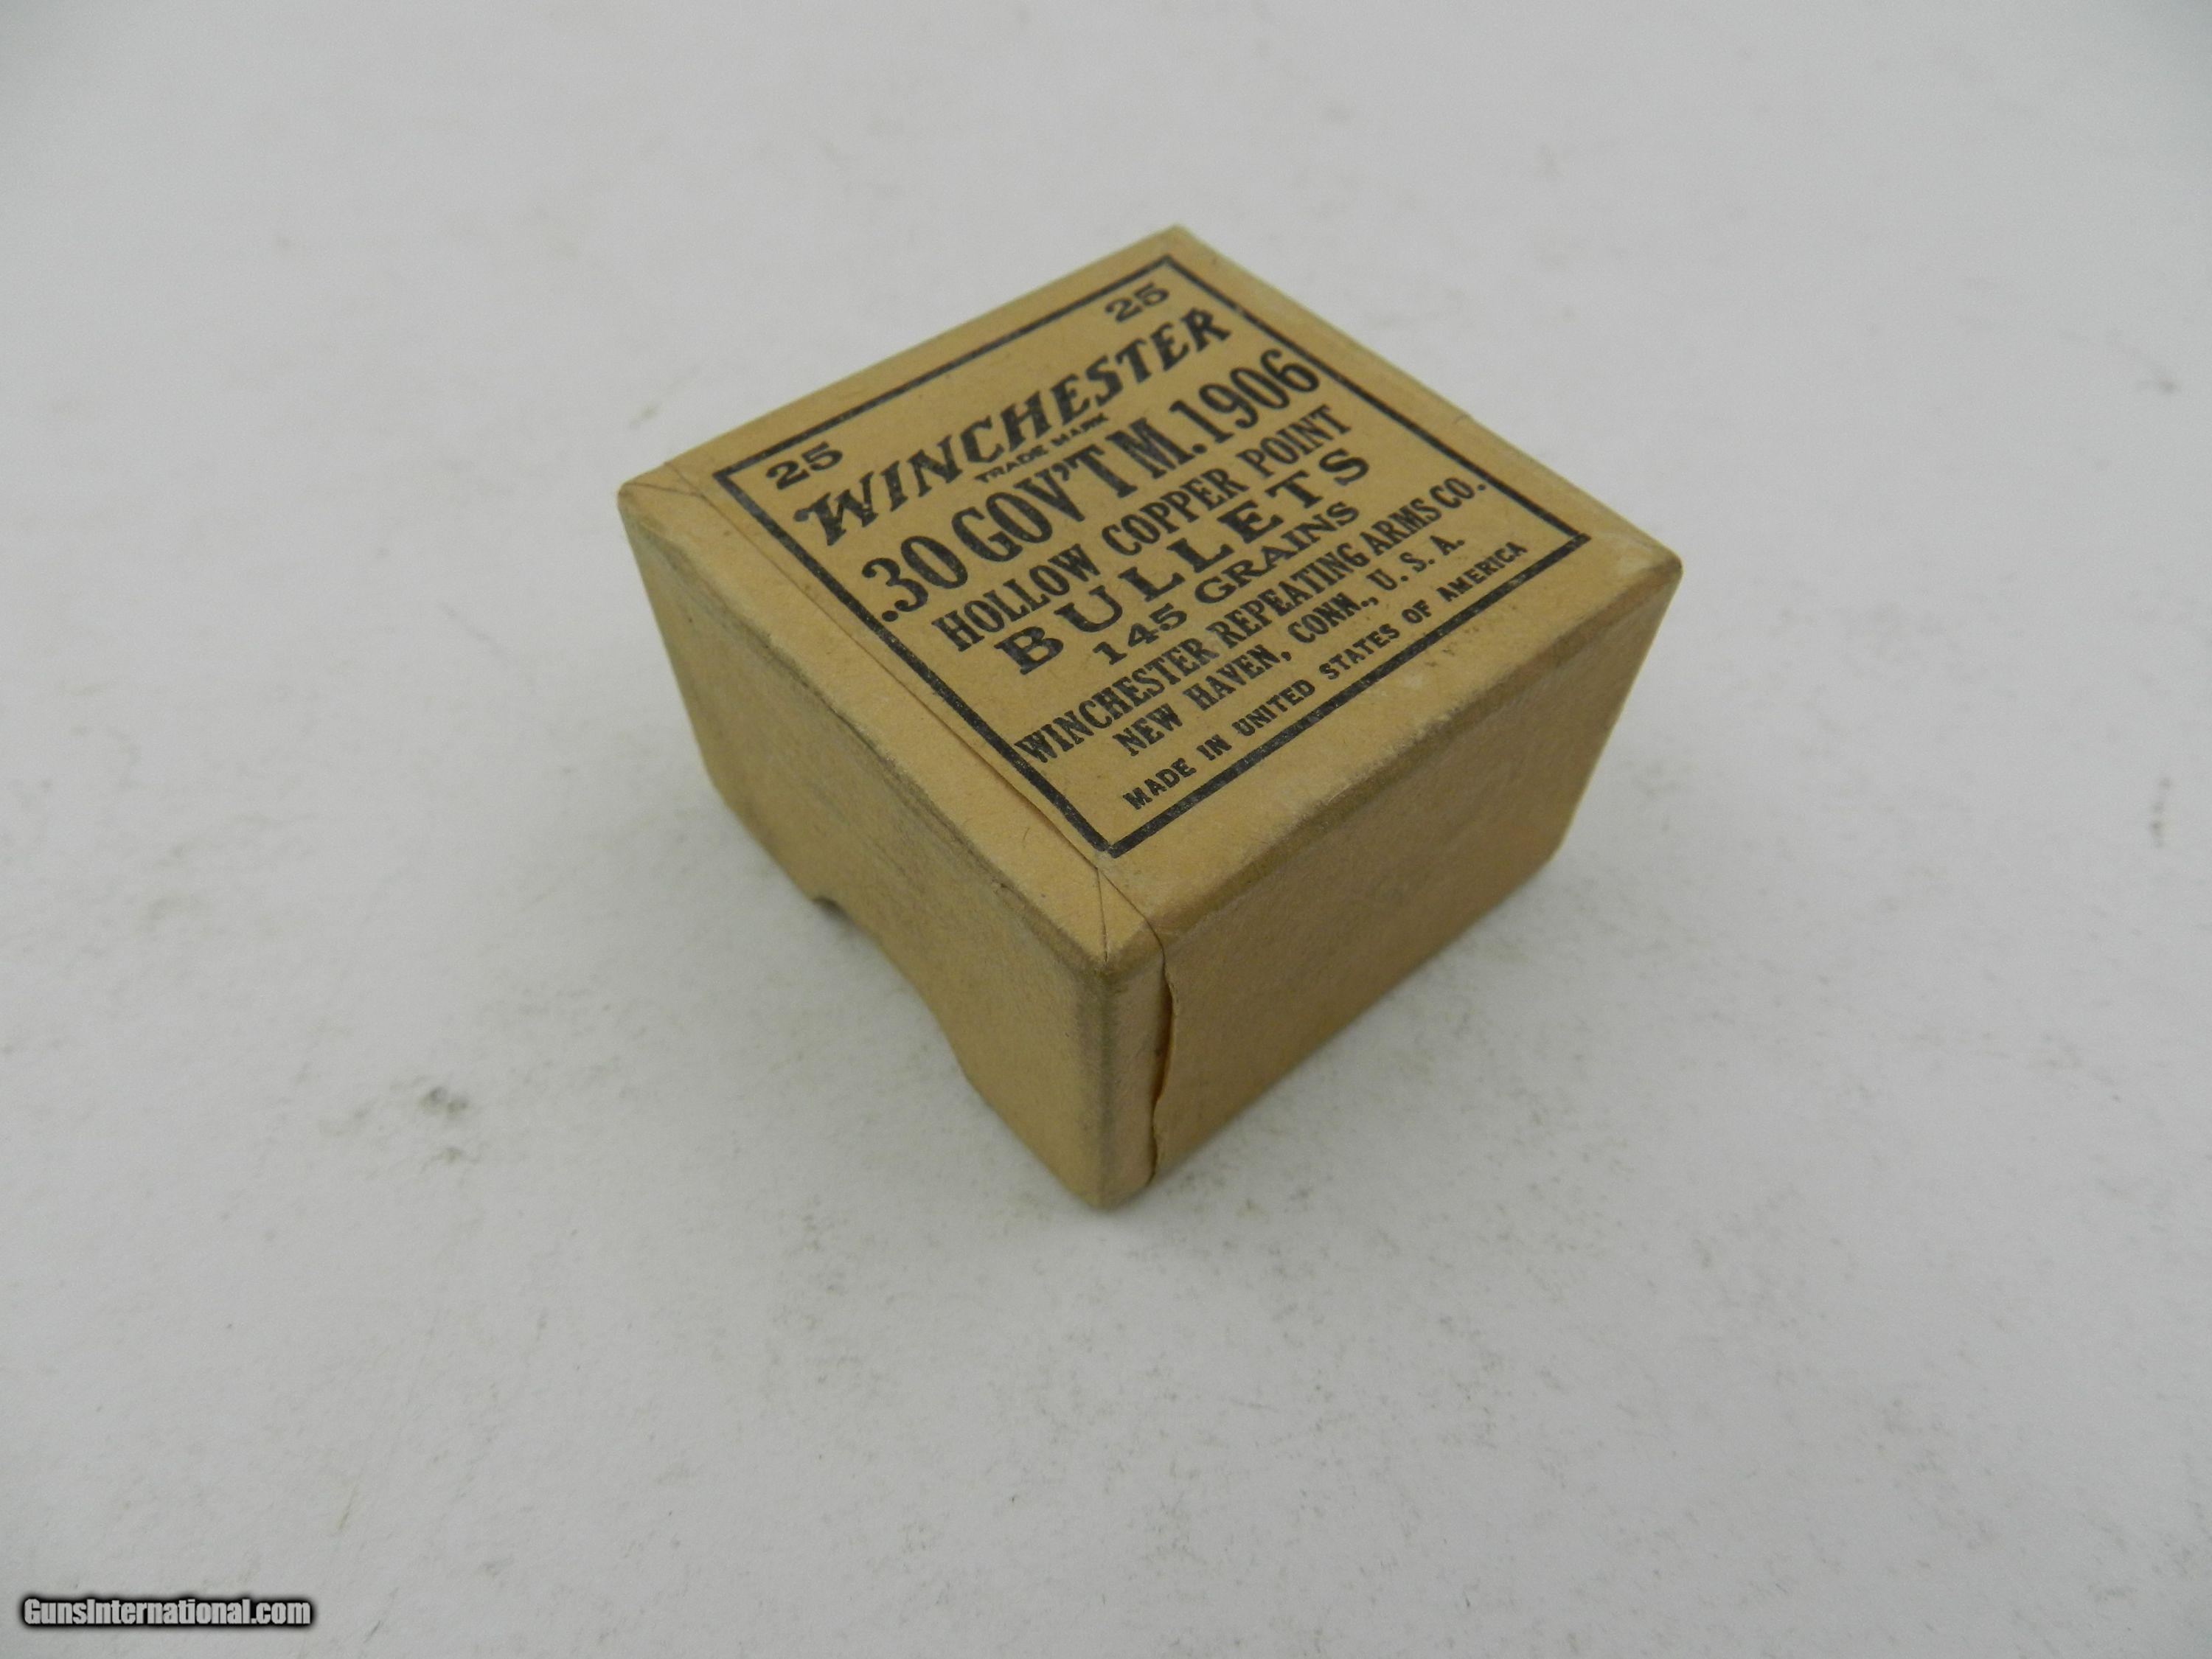 25 25
WINCHESTER
TRADE MARK
.30 GOV'T M.1906
HOLLOW COPPER POINT
BULLETS
145 GRAINS
WINCHESTER REPEATING ARMS CO.
NEW HAVEN, CONN., U. S. A.
MADE IN UNITED STATES OF AMERICA
GunsInternational.com